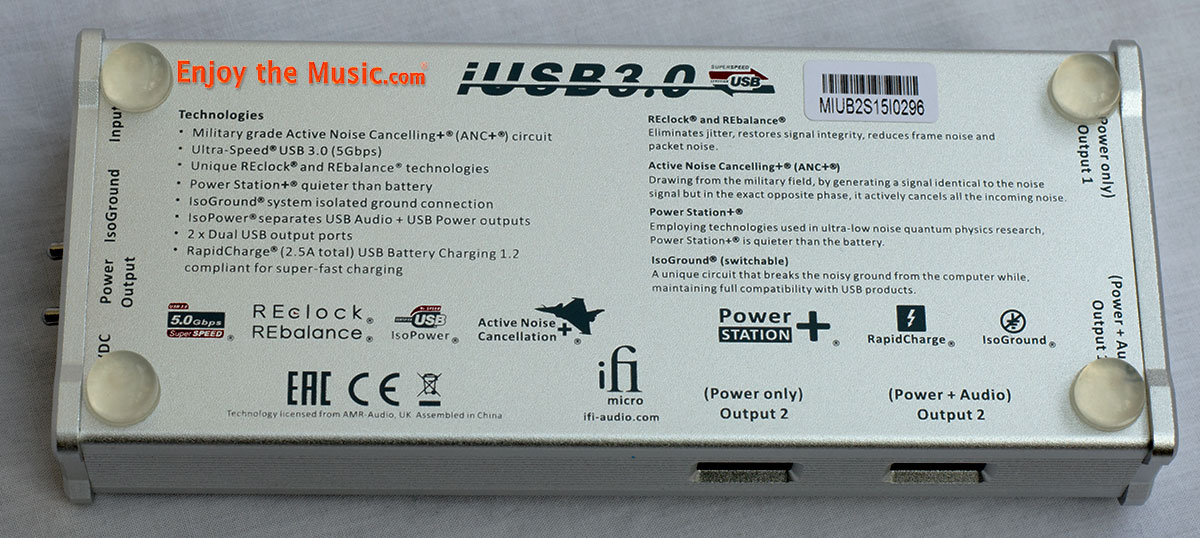 Enjoy the Music.com®
iUSB3.0
SUPERSPEED
CERTIFIED USB
MIUB2S15I0296
Input
IsoGround
Power
Output
Technologies
· Military grade Active Noise Cancelling+® (ANC+®) circuit
· Ultra-Speed® USB 3.0 (5Gbps)
· Unique REclock® and REbalance® technologies
· Power Station+® quieter than battery
· IsoGround® system isolated ground connection
· IsoPower® separates USB Audio + USB Power outputs
· 2 x Dual USB output ports
· RapidCharge® (2.5A total) USB Battery Charging 1.2
compliant for super-fast charging
REclock® and REbalance®
Eliminates jitter, restores signal integrity, reduces frame noise and
packet noise.
Active Noise Cancelling+® (ANC+®)
Drawing from the military field, by generating a signal identical to the noise
signal but in the exact opposite phase, it actively cancels all the incoming noise.
Power Station+®
Employing technologies used in ultra-low noise quantum physics research,
Power Station+® is quieter than the battery.
IsoGround® (switchable)
A unique circuit that breaks the noisy ground from the computer while,
maintaining full compatibility with USB products.
Power only)
Output 1
(Power + Au
Output
USB 3.0
5.0Gbps
SuperSPEED®
REclock®
REbalance®
USB
IsoPower®
Active Noise
Cancellation+®
Power
STATION+®
RapidCharge®
IsoGround®
EAC CE
ifi
micro
ifi-audio.com
Technology licensed from AMR-Audio, UK. Assembled in China
(Power only)
Output 2
(Power + Audio)
Output 2